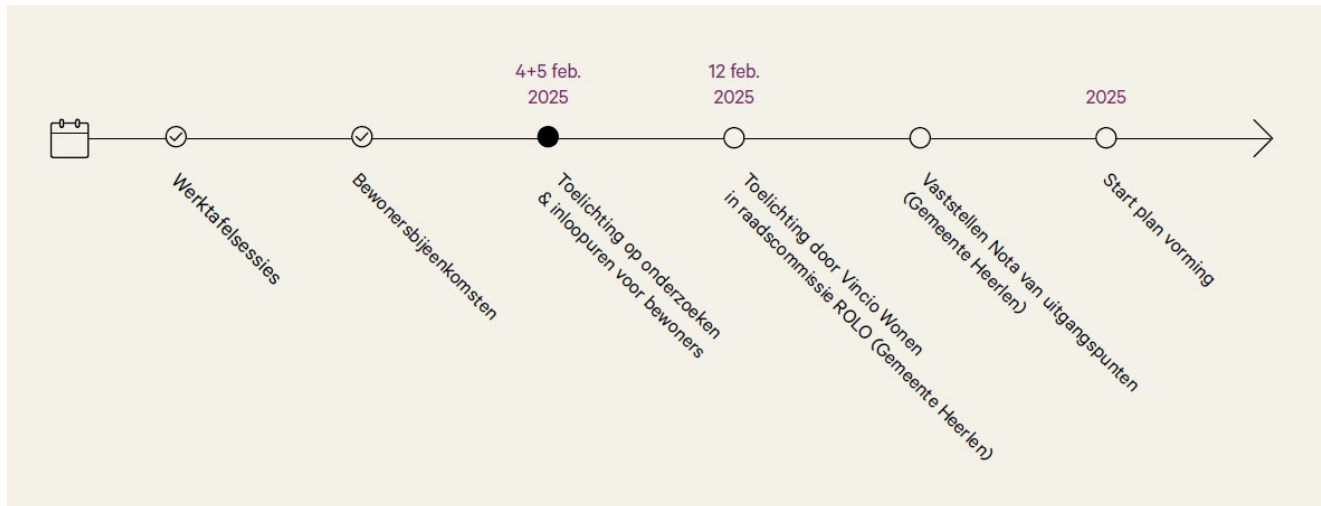 4+5 feb.
2025
12 feb.
2025
2025
Werktafelsessies
Bewonersbijeenkomsten
Toelichting op onderzoeken
& inloopuren voor bewoners
Toelichting door Vincio Wonen
in raadscommissie ROLO (Gemeente Heerlen)
Vaststellen Nota van uitgangspunten
(Gemeente Heerlen)
Start plan vorming